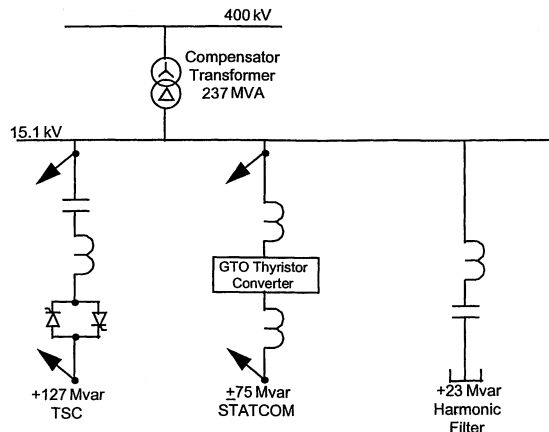 400 kV
Compensator
Transformer
237 MVA
15.1 kV
GTO Thyristor
Converter
+127 Mvar
TSC
±75 Mvar
STATCOM
+23 Mvar
Harmonic
Filter